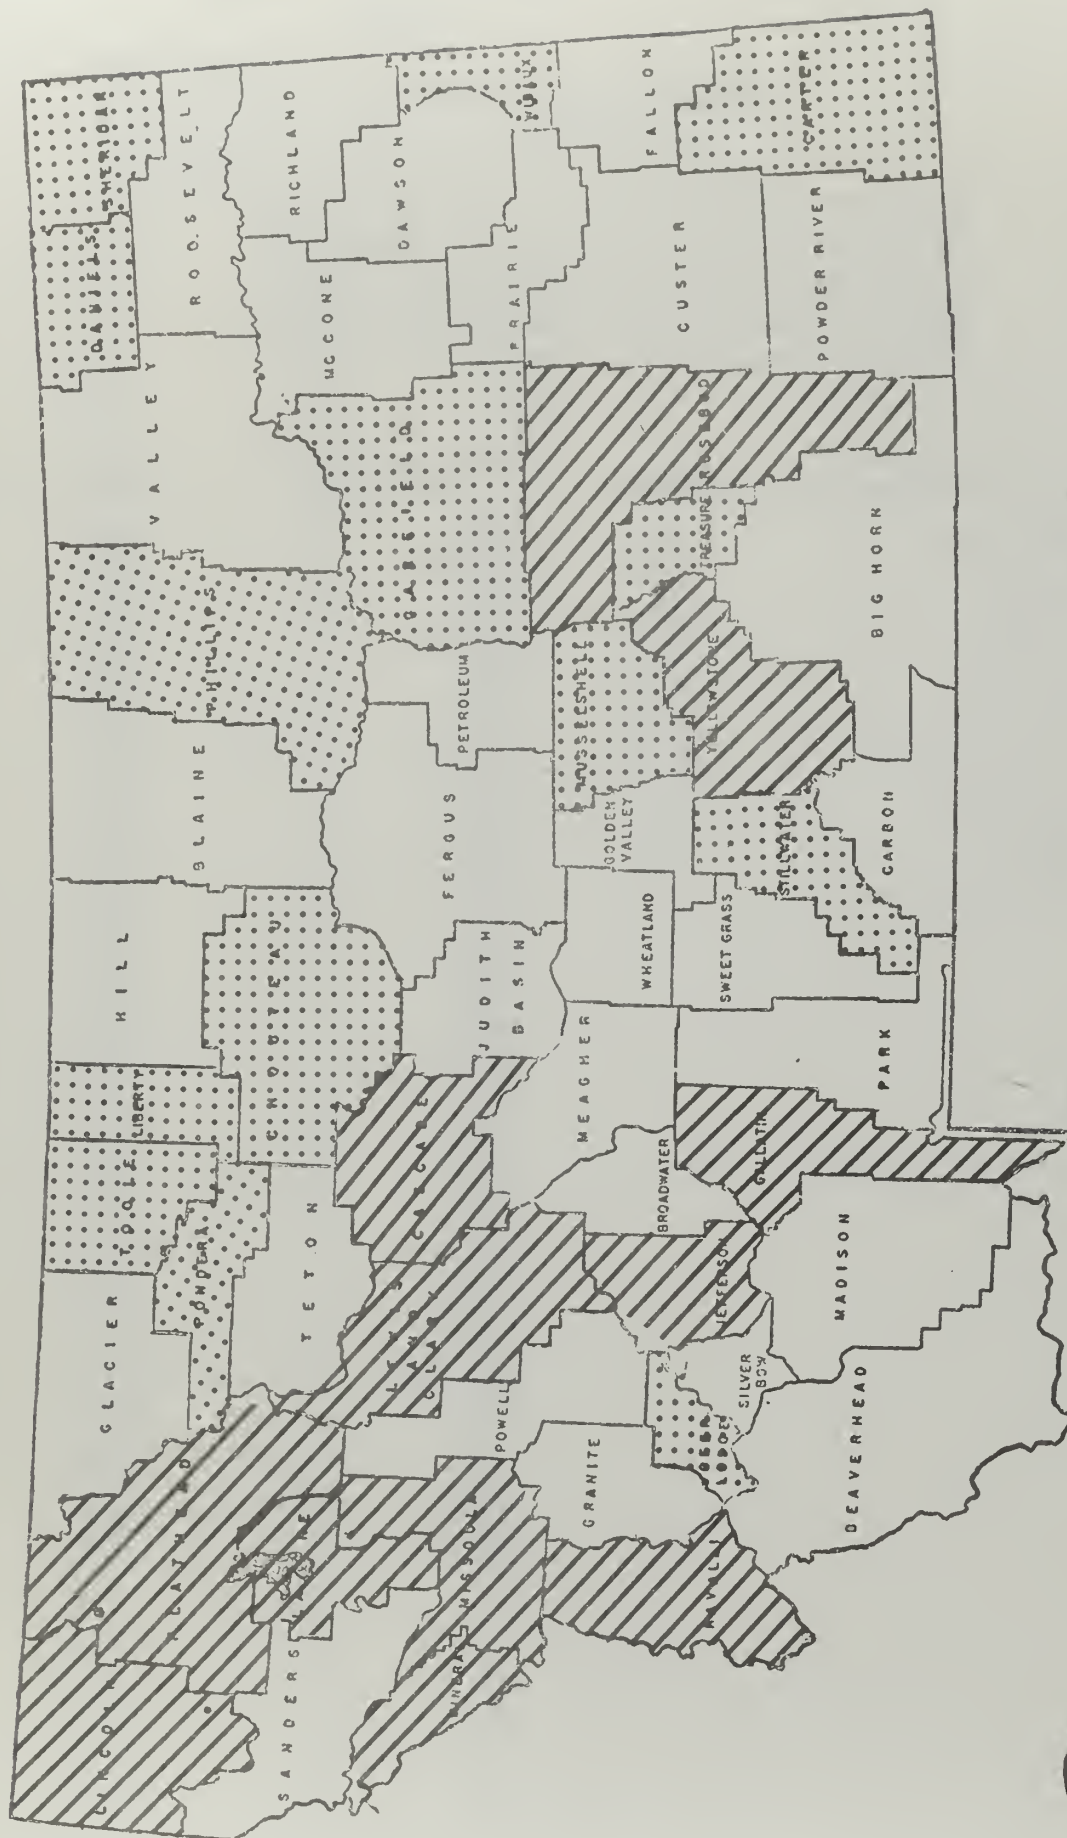 LINCOLN
FLATHEAD
GLACIER
TOOLE
LIBERTY
HILL
BLAINE
PHILLIPS
VALLEY
DANIELS
SHERIDAN
ROOSEVELT
RICHLAND
MCCONE
DAWSON
WIBAUX
PRAIRIE
GARFIELD
PONDERA
TETON
CHOUTEAU
SANDERS
LAKE
LEWIS
AND
CLARK
CASCADE
JUDITH
BASIN
FERGUS
PETROLEUM
MINERAL
MISSOULA
POWELL
GRANITE
MEAGHER
WHEATLAND
GOLDEN
VALLEY
MUSSELSHELL
TREASURE
ROSEBUD
CUSTER
FALLON
CARTER
POWDER RIVER
BIG HORN
YELLOWSTONE
STILLWATER
CARBON
SWEET GRASS
PARK
GALLATIN
BROADWATER
JEFFERSON
MADISON
SILVER
BOW
DEER
LODGE
RAVALLI
BEAVERHEAD